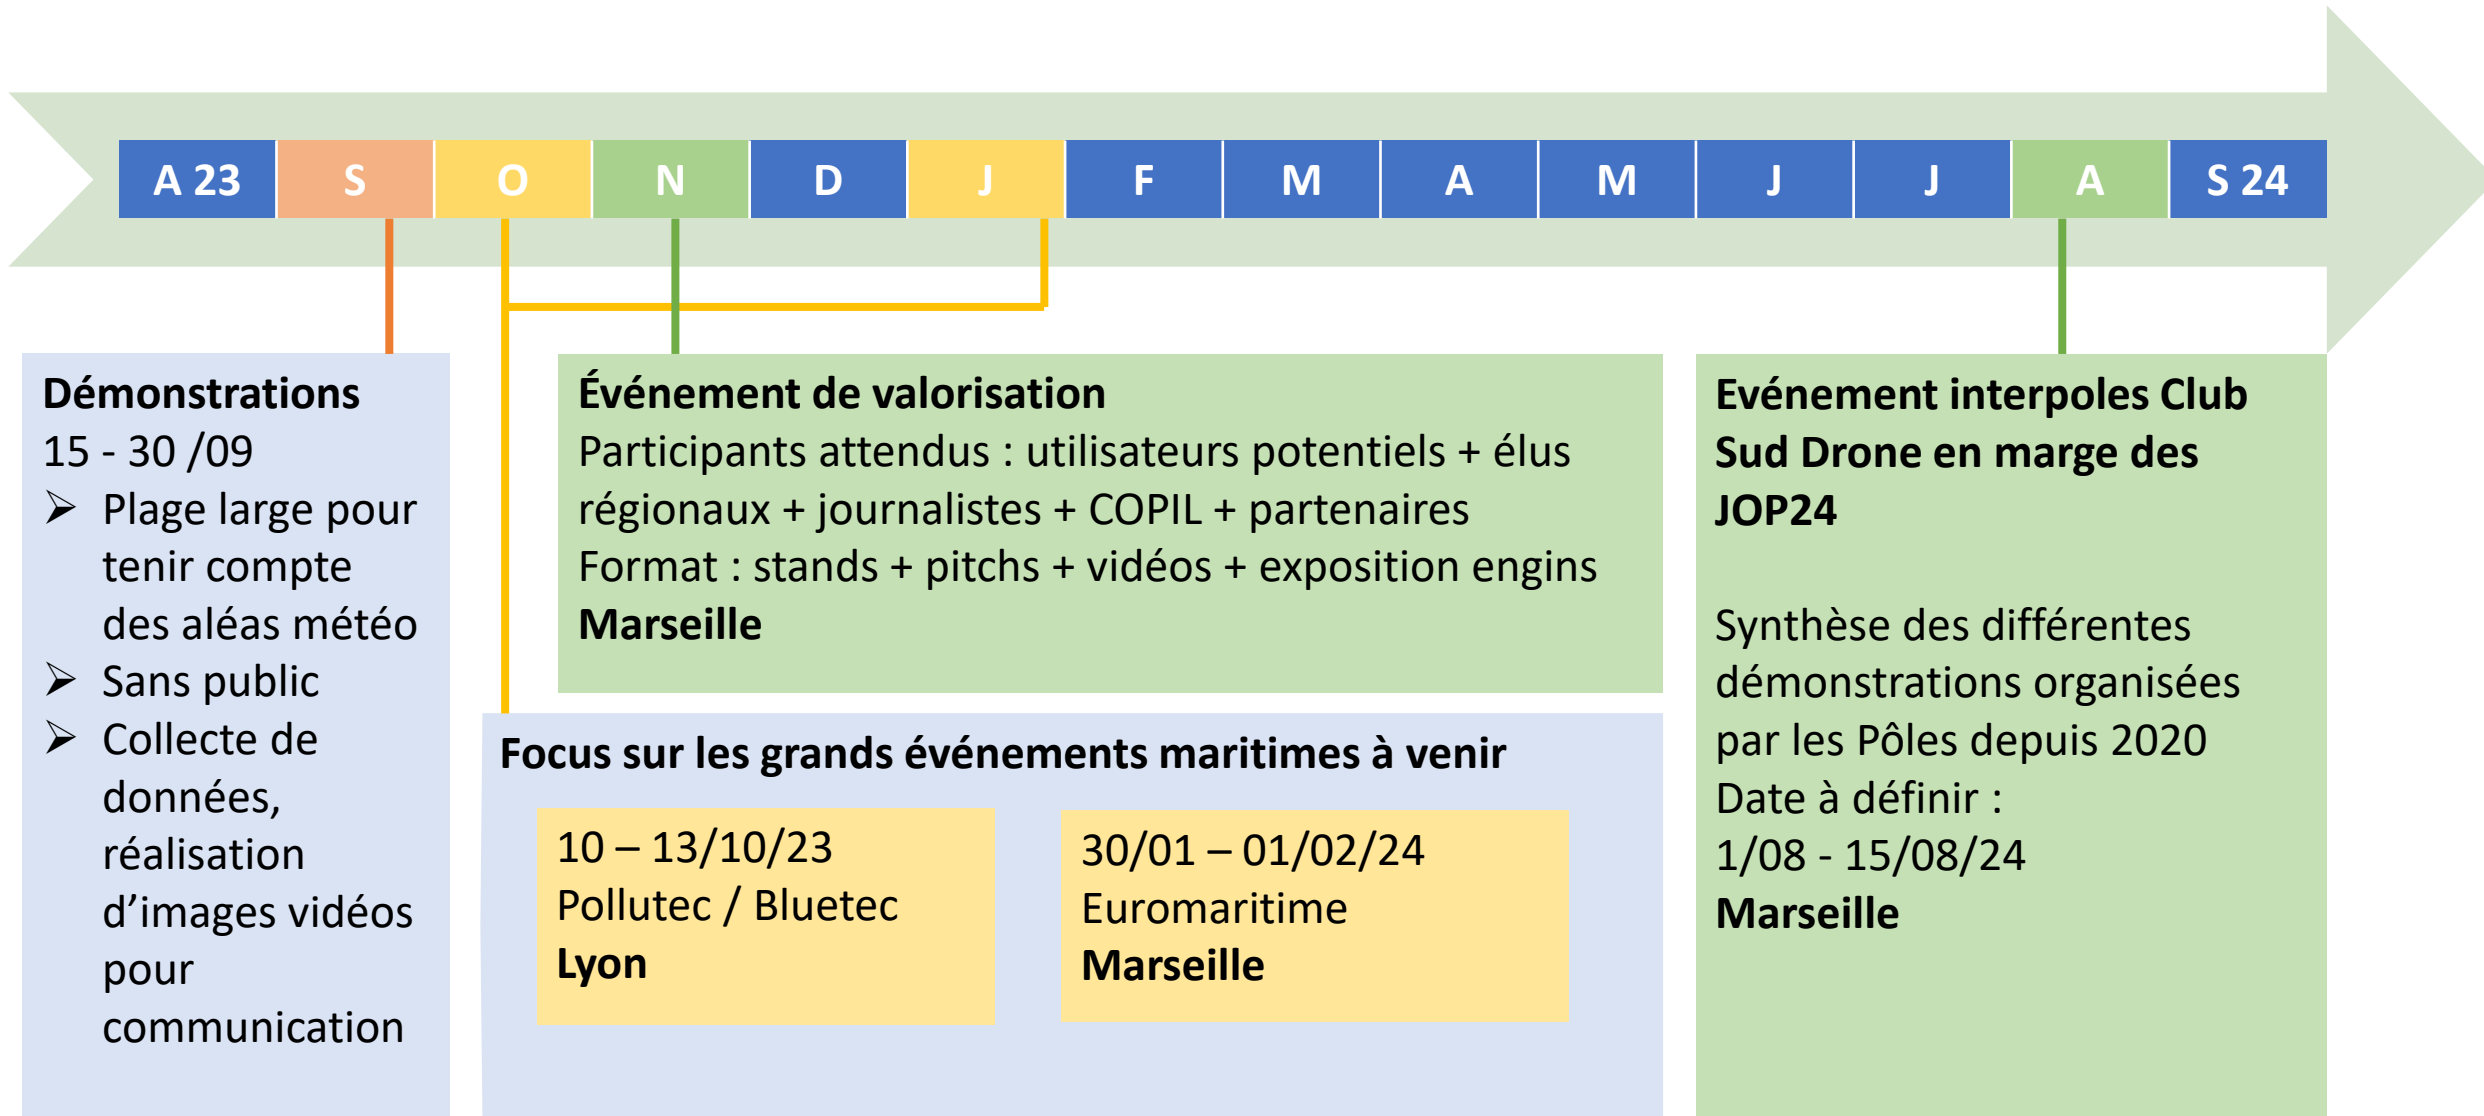 A 23 S O N D J F M A M J J A S 24
Démonstrations
15 - 30 /09
➢ Plage large pour
tenir compte
des aléas météo
➢ Sans public
➢ Collecte de
données,
réalisation
d’images vidéos
pour
communication
Événement de valorisation
Participants attendus : utilisateurs potentiels + élus
régionaux + journalistes + COPIL + partenaires
Format : stands + pitchs + vidéos + exposition engins
Marseille
Focus sur les grands événements maritimes à venir
10 – 13/10/23
Pollutec / Bluetec
Lyon
30/01 – 01/02/24
Euromaritime
Marseille
Evénement interpoles Club
Sud Drone en marge des
JOP24
Synthèse des différentes
démonstrations organisées
par les Pôles depuis 2020
Date à définir :
1/08 - 15/08/24
Marseille